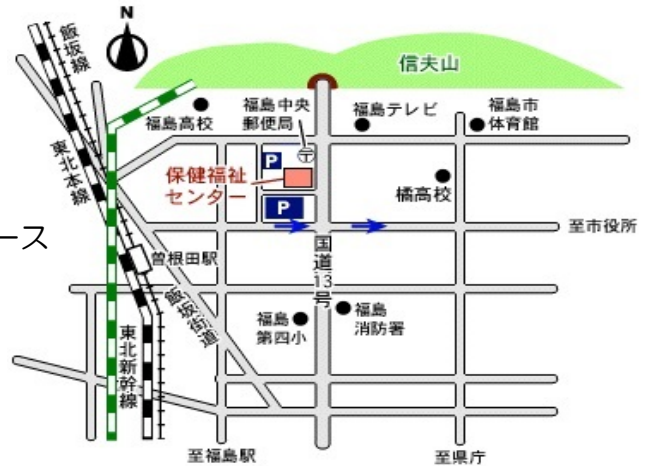 N
飯坂線
信夫山
福島高校
福島中央
郵便局
福島テレビ
福島市
体育館
東北本線
P
〒
保健福祉
センター
橘高校
P
ース
至市役所
曽根田駅
国道13号
飯坂街道
福島
第四小
福島
消防署
東北新幹線
至福島駅
至県庁